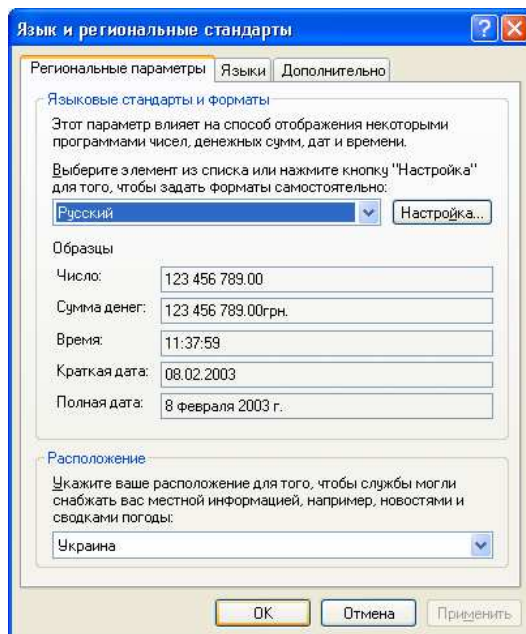 Язык и региональные стандарты
Региональные параметры Языки Дополнительно
Языковые стандарты и форматы
Этот параметр влияет на способ отображения некоторыми
программами чисел, денежных сумм, дат и времени.
Выберите элемент из списка или нажмите кнопку "Настройка"
для того, чтобы задать форматы самостоятельно:
Русский Настройка...
Образцы
Число: 123 456 789.00
Сумма денег: 123 456 789.00грн.
Время: 11:37:59
Краткая дата: 08.02.2003
Полная дата: 8 февраля 2003 г.
Расположение
Укажите ваше расположение для того, чтобы службы могли
снабжать вас местной информацией, например, новостями и
сводками погоды:
Украина
OK Отмена Применить